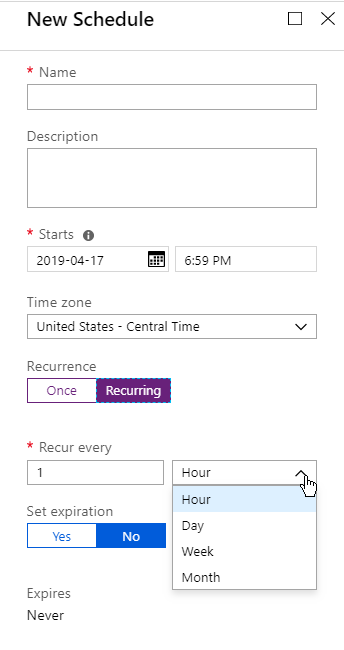 New Schedule
* Name
Description
* Starts
2019-04-17 6:59 PM
Time zone
United States - Central Time
Recurrence
Once Recurring
* Recur every
1 Hour
Hour
Day
Week
Month
Set expiration
Yes No
Expires
Never